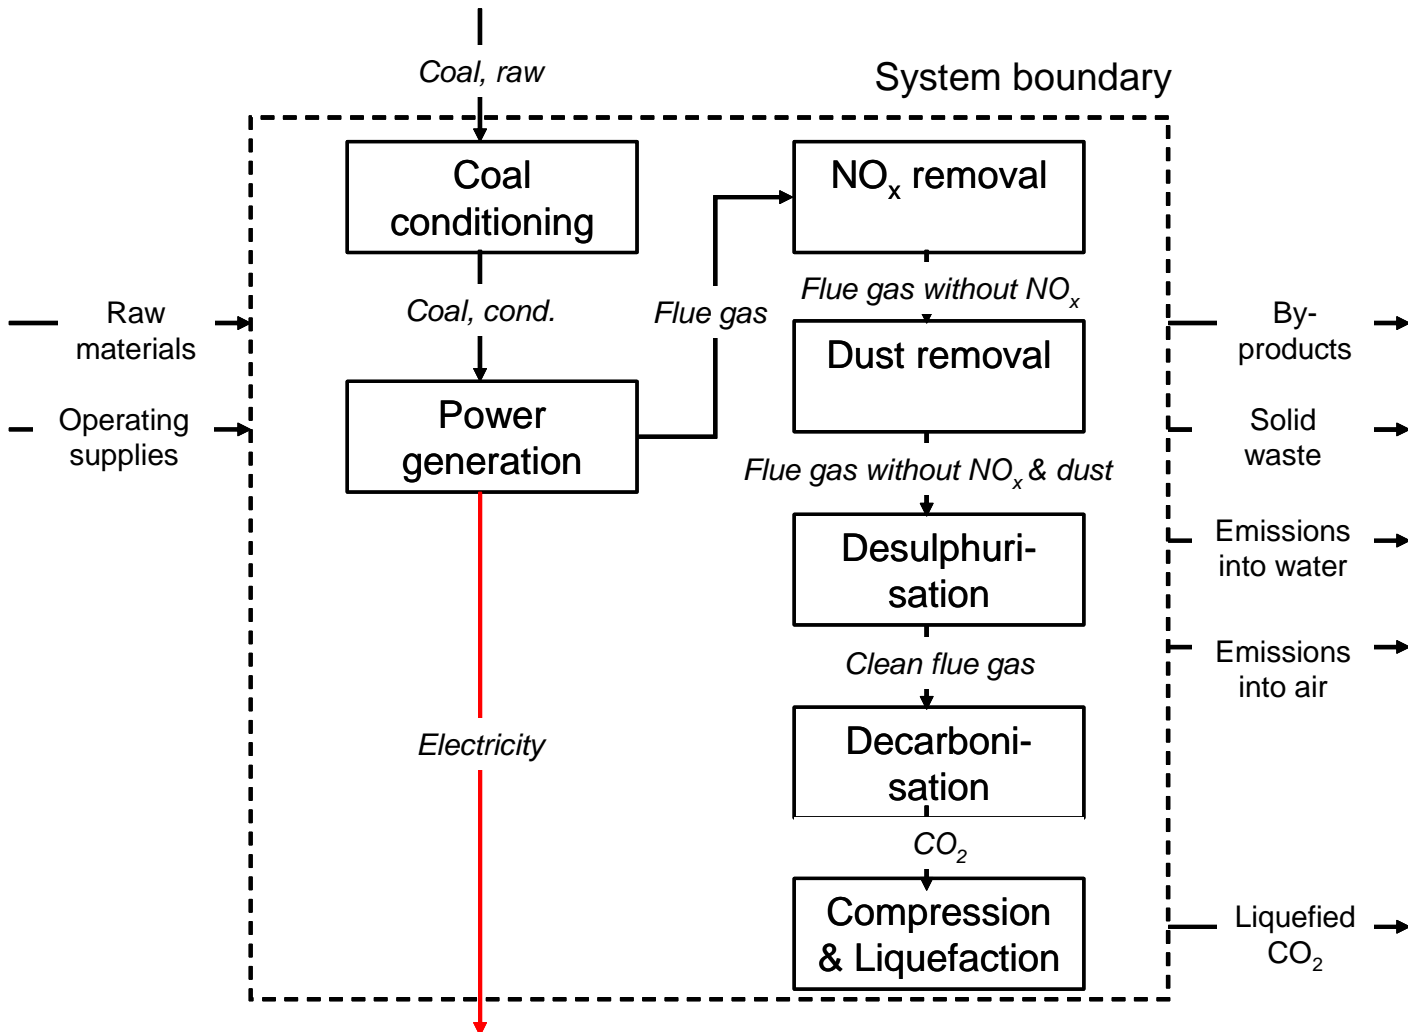 Coal, raw
System boundary
Coal
conditioning
NOx removal
Coal, cond.
Flue gas
Flue gas without NOx
Raw
materials
By-
products
Power
generation
Dust removal
Operating
supplies
Solid
waste
Flue gas without NOx & dust
Desulphuri-
sation
Emissions
into water
Clean flue gas
Emissions
into air
Electricity
Decarboni-
sation
CO2
Compression
& Liquefaction
Liquefied
CO2